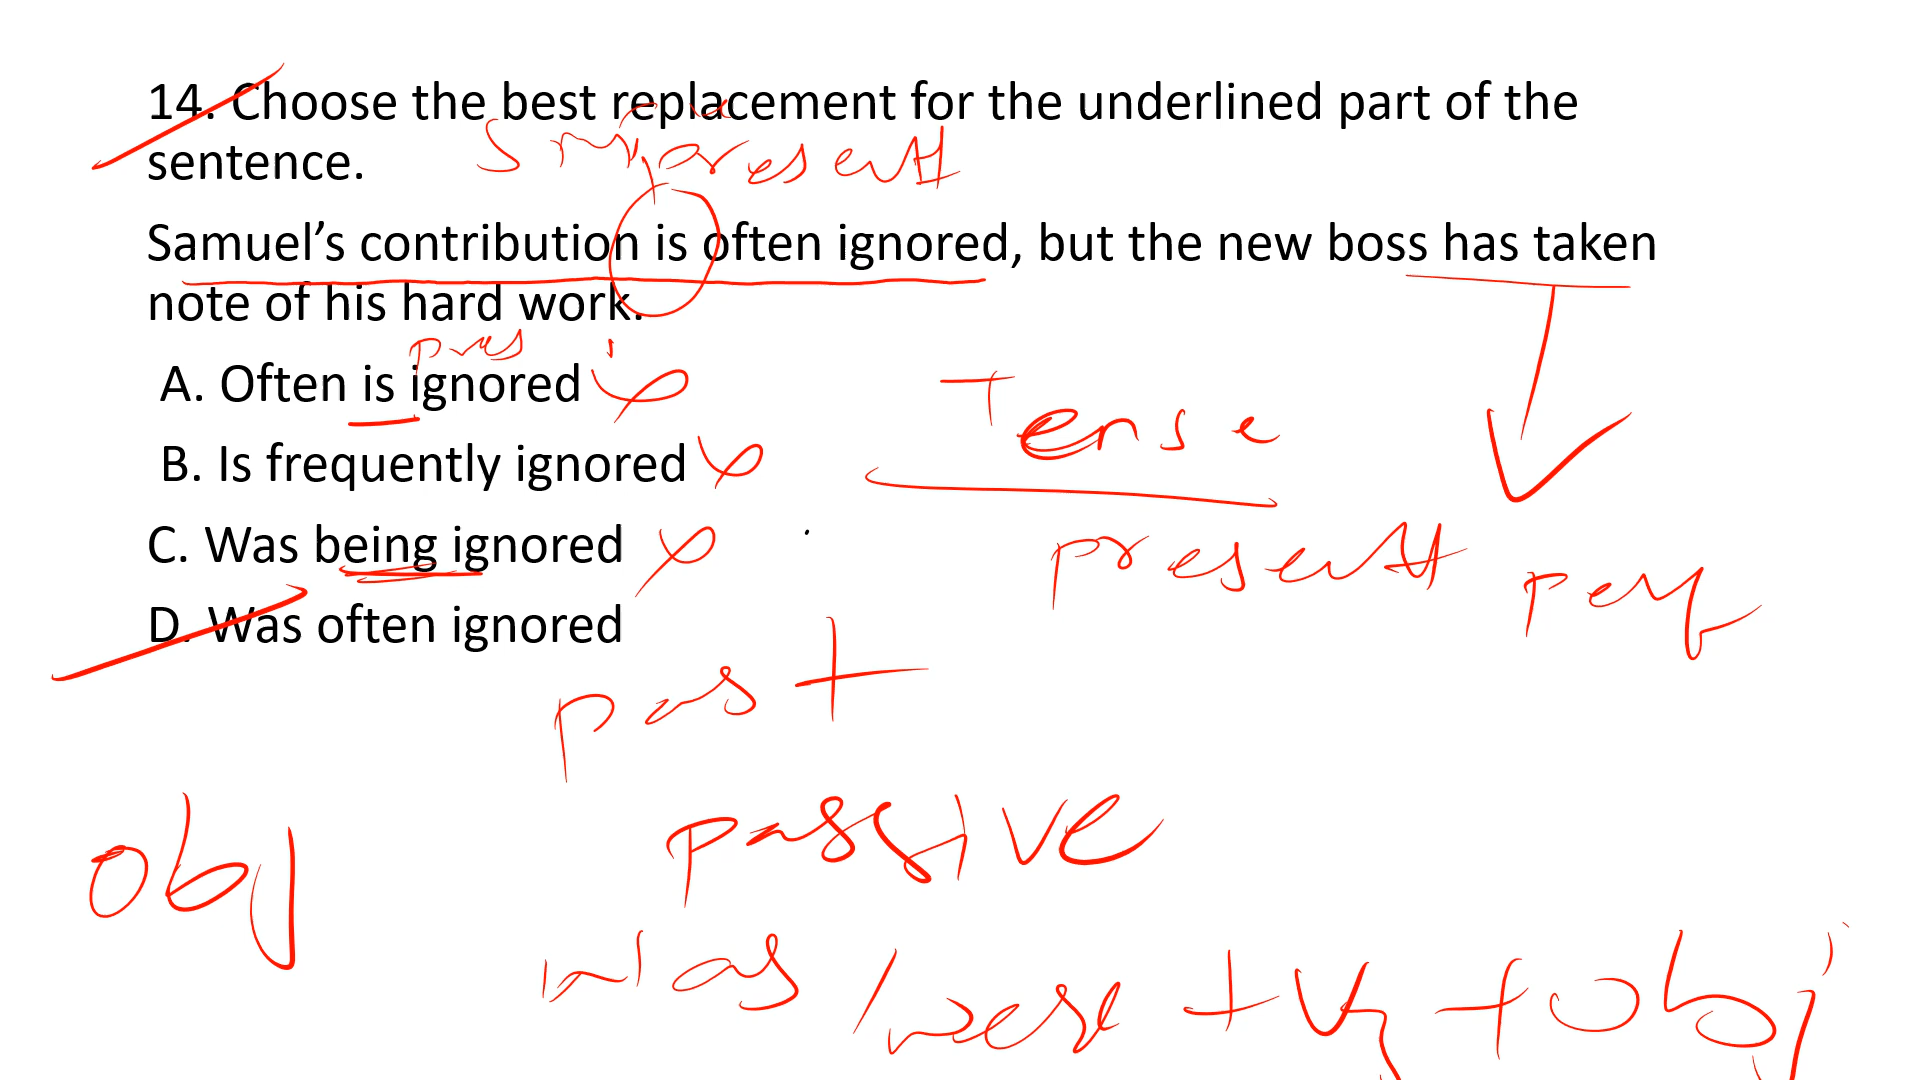 14. Choose the best replacement for the underlined part of the
sentence.
present
Samuel’s contribution is often ignored, but the new boss has taken
note of his hard work.
pres
A. Often is ignored
Tense
B. Is frequently ignored
C. Was being ignored
present perf
D. Was often ignored
past
passive
obj
was / were + V3 + obj